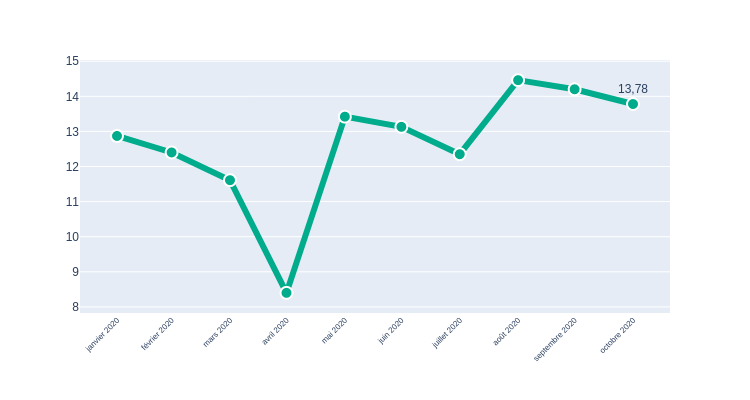 15
14
13
12
11
10
9
8
13,78
janvier 2020
février 2020
mars 2020
avril 2020
mai 2020
juin 2020
juillet 2020
août 2020
septembre 2020
octobre 2020